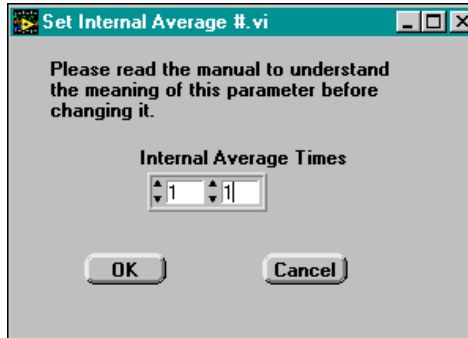 Set Internal Average #.vi
Please read the manual to understand
the meaning of this parameter before
changing it.
Internal Average Times
1 1
OK Cancel